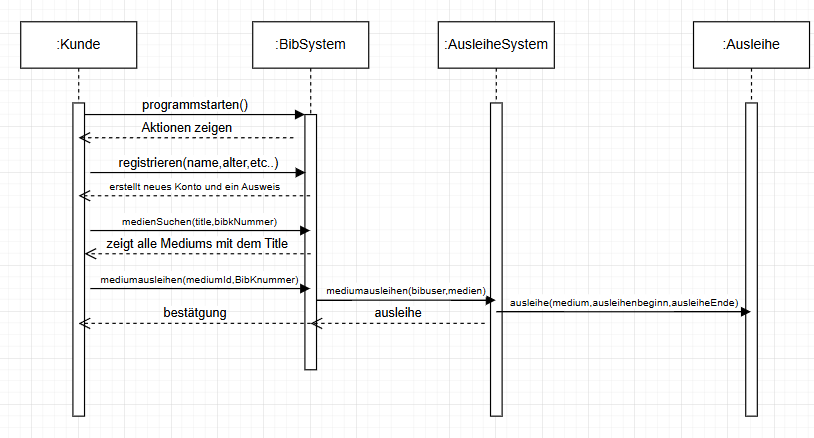 :Kunde
:BibSystem
:AusleiheSystem
:Ausleihe
programmstarten()
Aktionen zeigen
registrieren(name,alter,etc..)
erstellt neues Konto und ein Ausweis
medienSuchen(title,bibkNummer)
zeigt alle Mediums mit dem Title
mediumausleihen(mediumId,BibKnummer)
mediumausleihen(bibuser,medien)
ausleihe(medium,ausleihenbeginn,ausleiheEnde)
bestätgung
ausleihe